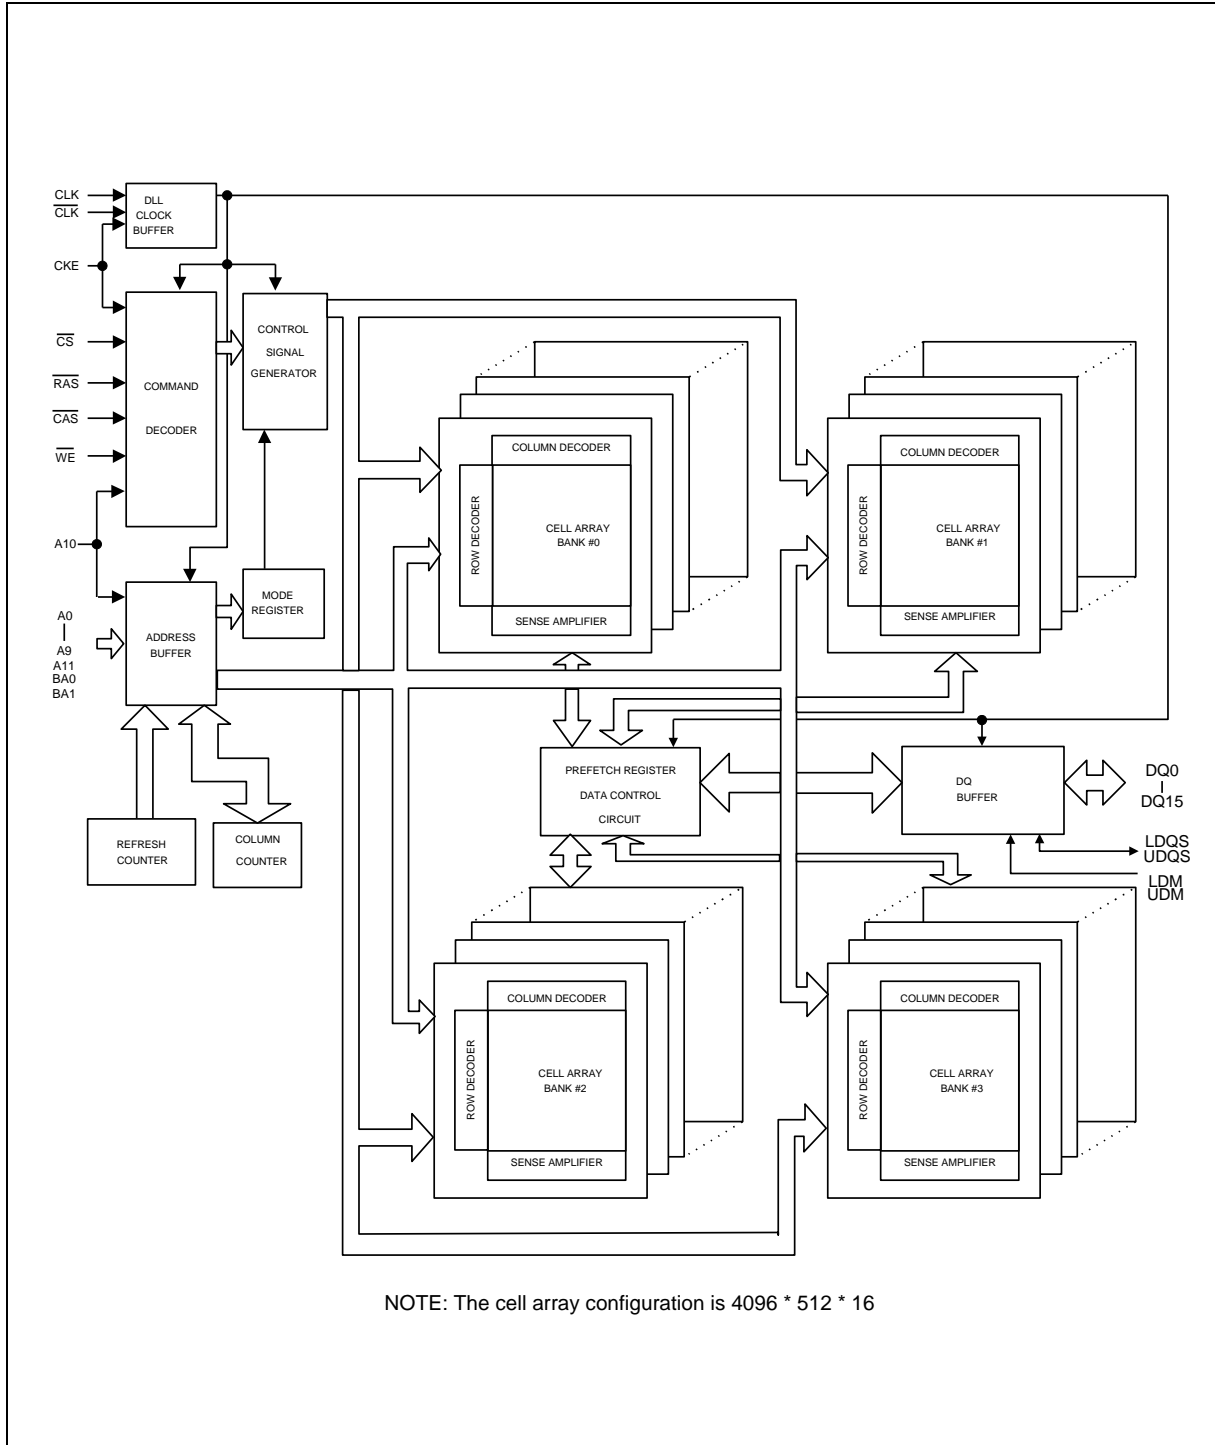 CLK
CLK
CKE
CS
RAS
CAS
WE
A10
A0
A9
A11
BA0
BA1
DLL
CLOCK
BUFFER
COMMAND
DECODER
CONTROL
SIGNAL
GENERATOR
MODE
REGISTER
ADDRESS
BUFFER
REFRESH
COUNTER
COLUMN
COUNTER
COLUMN DECODER
ROW DECODER
CELL ARRAY
BANK #0
SENSE AMPLIFIER
COLUMN DECODER
ROW DECODER
CELL ARRAY
BANK #1
SENSE AMPLIFIER
PREFETCH REGISTER
DATA CONTROL
CIRCUIT
DQ
BUFFER
DQ0
DQ15
LDQS
UDQS
LDM
UDM
COLUMN DECODER
ROW DECODER
CELL ARRAY
BANK #2
SENSE AMPLIFIER
COLUMN DECODER
ROW DECODER
CELL ARRAY
BANK #3
SENSE AMPLIFIER
NOTE: The cell array configuration is 4096 * 512 * 16